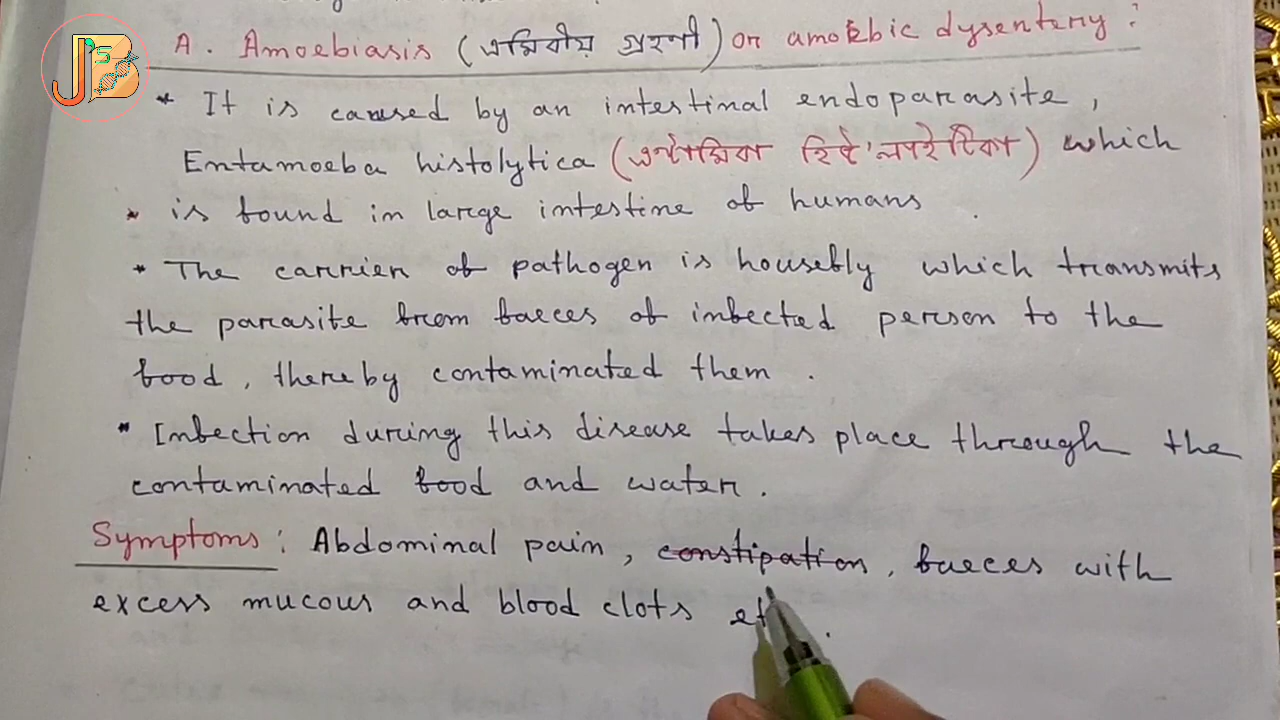 A. Amoebiasis (এমিবীয় গ্রহণী) or amoebic dysentery:
* It is caused by an intestinal endoparasite,
Entamoeba histolytica (এণ্টামিবা হিষ্ট'লাইটিকা) which
* is found in large intestine of humans.
* The carrier of pathogen is housefly which transmits
the parasite from faeces of infected person to the
food, thereby contaminated them.
* Infection during this disease takes place through the
contaminated food and water.
Symptoms: Abdominal pain, constipation, faeces with
excess mucous and blood clots
JB